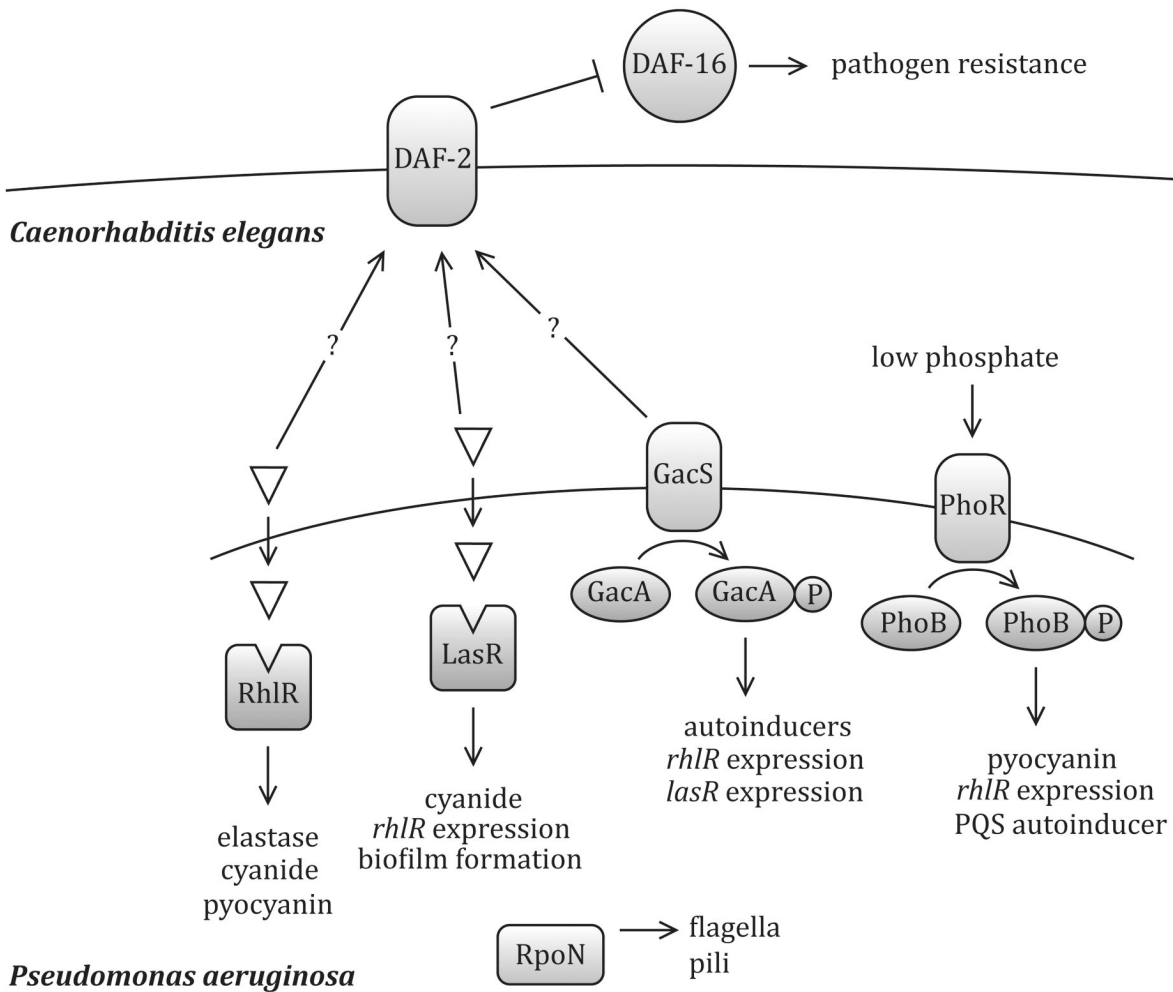 DAF-16
pathogen resistance
DAF-2
Caenorhabditis elegans
?
?
?
low phosphate
GacS
PhoR
GacA
GacA
P
PhoB
PhoB
P
LasR
RhlR
autoinducers
rhlR expression
lasR expression
pyocyanin
rhlR expression
PQS autoinducer
cyanide
rhlR expression
biofilm formation
elastase
cyanide
pyocyanin
RpoN
flagella
pili
Pseudomonas aeruginosa